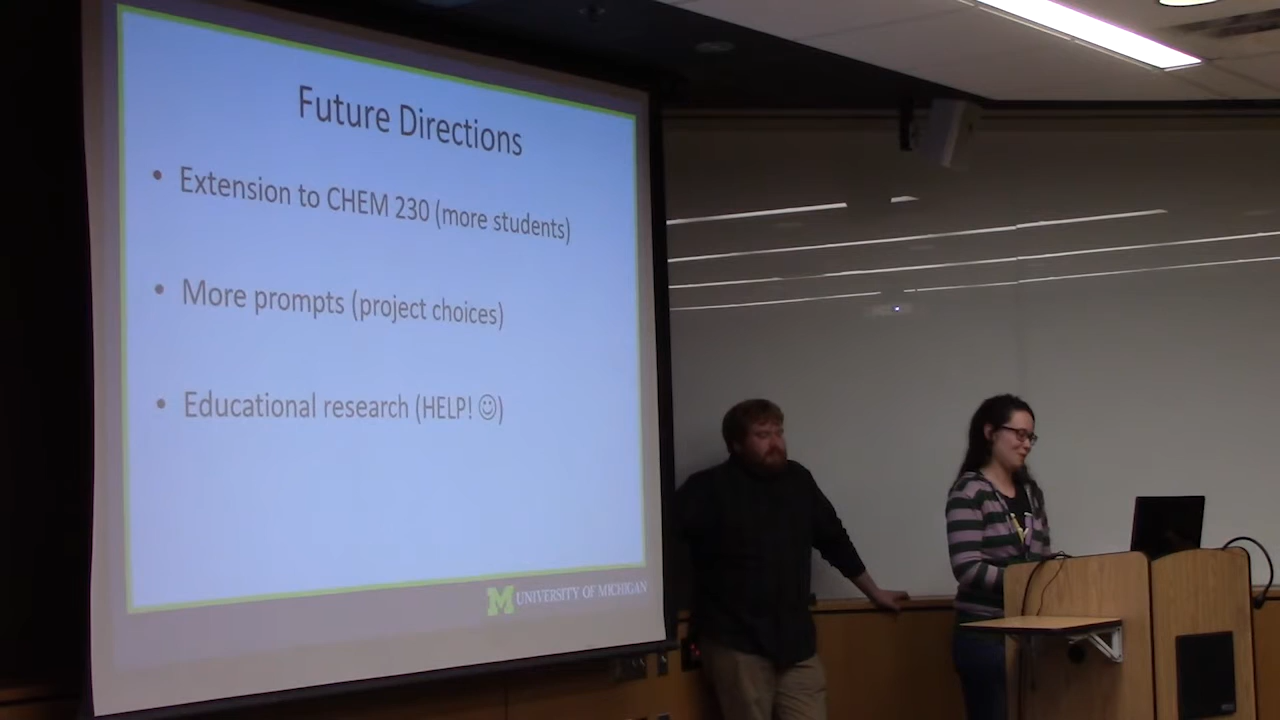 Future Directions
• Extension to CHEM 230 (more students)
• More prompts (project choices)
• Educational research (HELP! ☺)
M UNIVERSITY OF MICHIGAN